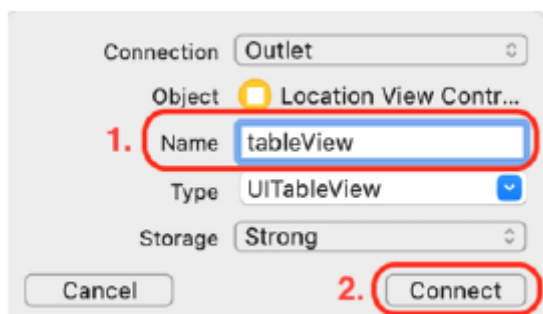 Connection Outlet
Object Location View Contr...
1. Name tableView
Type UITableView
Storage Strong
Cancel 2. Connect